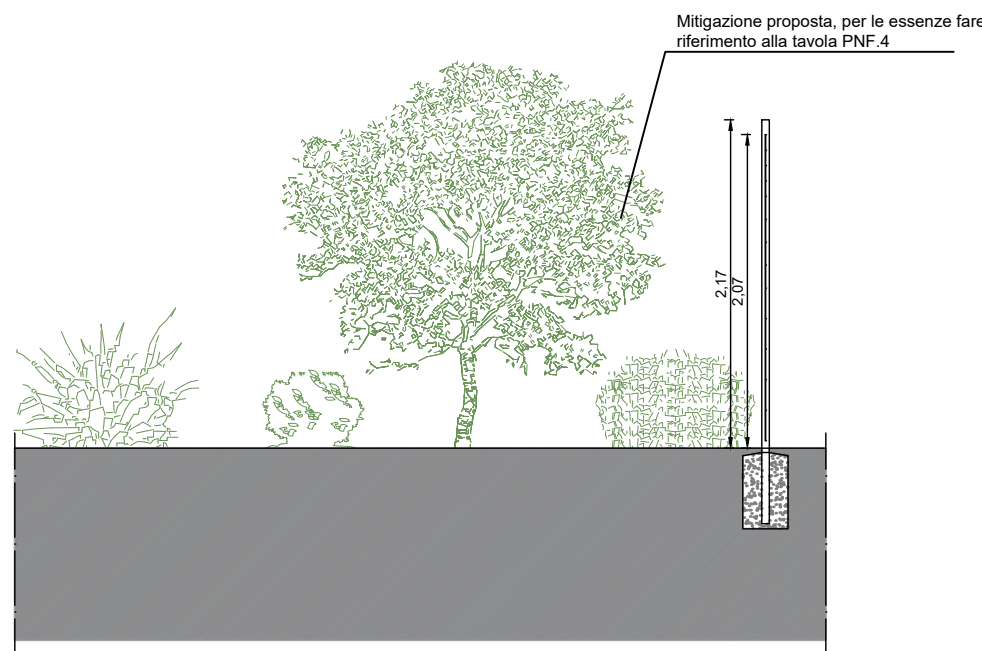 Mitigazione proposta, per le essenze fare
riferimento alla tavola PNF.4
2,17
2,07